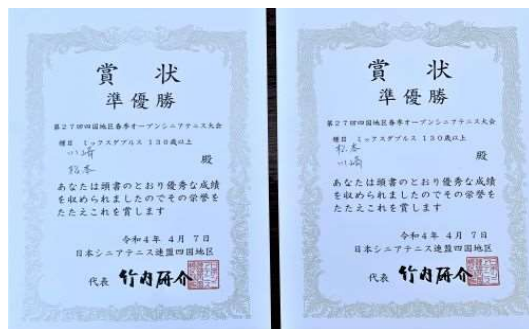 賞状
準優勝
第27回四国地区春季オープンシニアテニス大会
種目 ミックスダブルス 130歳以上
川崎
松本
殿
あなたは頭書のとおり優秀な成績
を収められましたのでその栄誉を
たたえこれを賞します
令和4年 4月 7日
日本シニアテニス連盟四国地区
代表 竹内研介
賞状
準優勝
第27回四国地区春季オープンシニアテニス大会
種目 ミックスダブルス 130歳以上
松本
川崎
殿
あなたは頭書のとおり優秀な成績
を収められましたのでその栄誉を
たたえこれを賞します
令和4年 4月 7日
日本シニアテニス連盟四国地区
代表 竹内研介